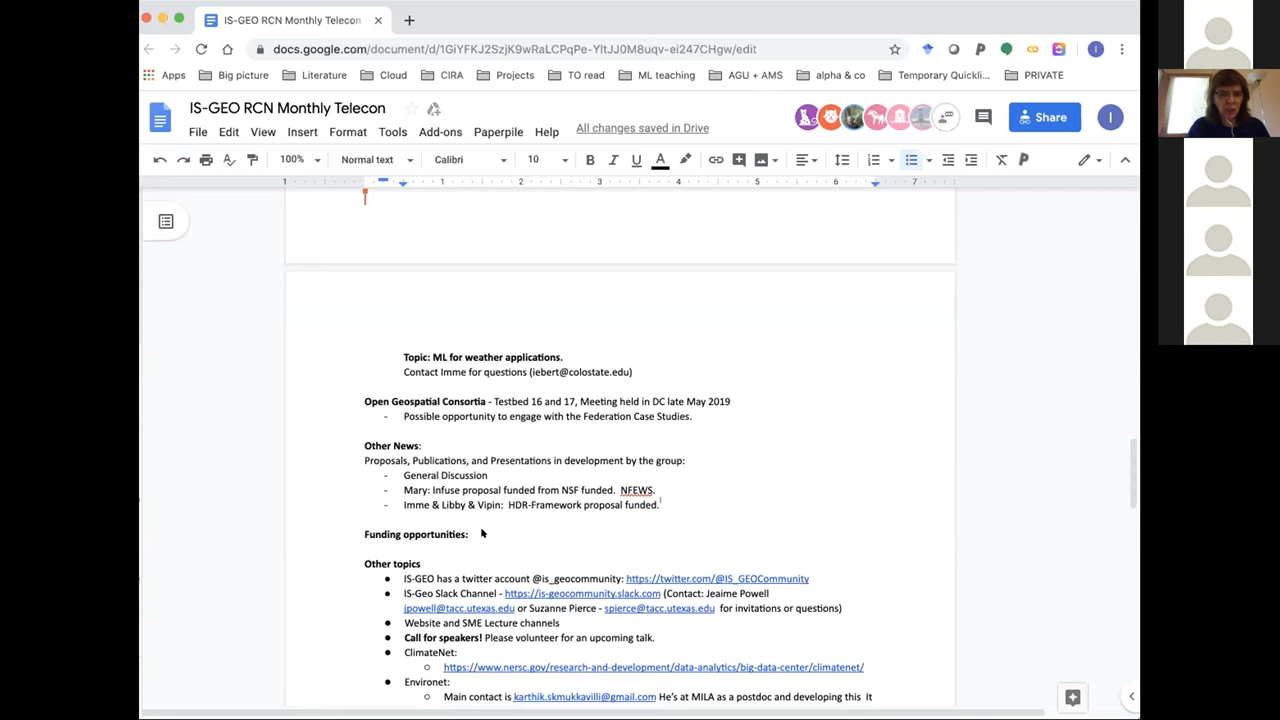 IS-GEO RCN Monthly Telecon
docs.google.com/document/d/1GiYFKJ2SzjK9wRaLCPqPe-YltJJ0M8uqv-ei247CHgw/edit
Apps Big picture Literature Cloud CIRA Projects TO read ML teaching AGU + AMS alpha & co Temporary Quickli... PRIVATE
IS-GEO RCN Monthly Telecon
File Edit View Insert Format Tools Add-ons Paperpile Help All changes saved in Drive
Share
I
100% Normal text Calibri 10 B I U A
1 1 2 3 4 5 6 7
Topic: ML for weather applications.
Contact Imme for questions (iebert@colostate.edu)
Open Geospatial Consortia - Testbed 16 and 17, Meeting held in DC late May 2019
- Possible opportunity to engage with the Federation Case Studies.
Other News:
Proposals, Publications, and Presentations in development by the group:
- General Discussion
- Mary: Infuse proposal funded from NSF funded. NFEWS.
- Imme & Libby & Vipin: HDR-Framework proposal funded.
Funding opportunities:
Other topics
● IS-GEO has a twitter account @is_geocommunity: https://twitter.com/@IS_GEOCommunity
● IS-Geo Slack Channel - https://is-geocommunity.slack.com (Contact: Jeaime Powell
jpowell@tacc.utexas.edu or Suzanne Pierce - spierce@tacc.utexas.edu for invitations or questions)
● Website and SME Lecture channels
● Call for speakers! Please volunteer for an upcoming talk.
● ClimateNet:
○ https://www.nersc.gov/research-and-development/data-analytics/big-data-center/climatenet/
● Environet:
○ Main contact is karthik.skmukkavilli@gmail.com He's at MILA as a postdoc and developing this It